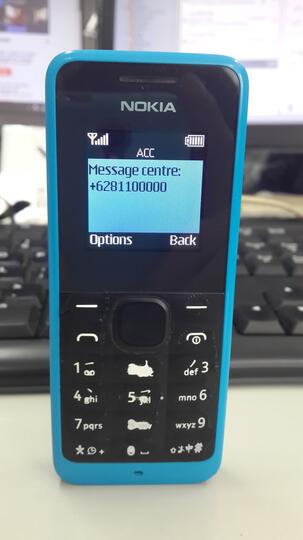 NOKIA
ACC
Message centre:
+6281100000
Options Back
1 def 3
4 ghi 5 mno 6
7 pqrs wxyz 9
* + #